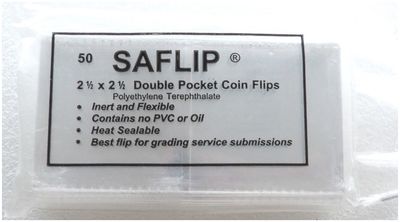 50 SAFLIP ®
2 ½ x 2 ½ Double Pocket Coin Flips
Polyethylene Terephthalate
• Inert and Flexible
• Contains no PVC or Oil
• Heat Sealable
• Best flip for grading service submissions